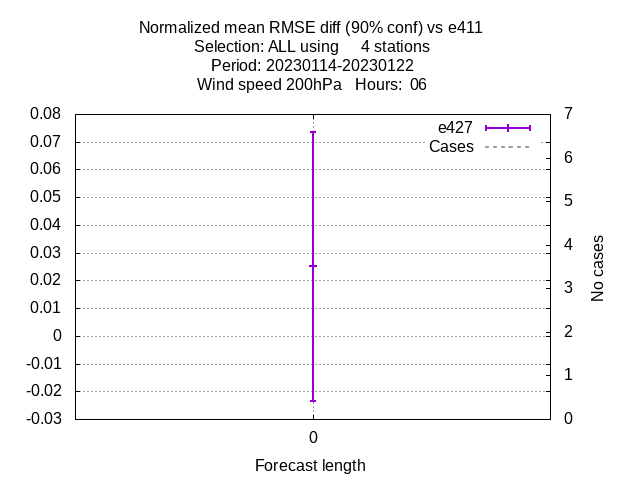 Normalized mean RMSE diff (90% conf) vs e411
Selection: ALL using     4 stations
Period: 20230114-20230122
Wind speed 200hPa   Hours:  06
0.08
0.07
0.06
0.05
0.04
0.03
0.02
0.01
0
-0.01
-0.02
-0.03
7
6
5
4
3
2
1
0
e427
Cases
No cases
0
Forecast length